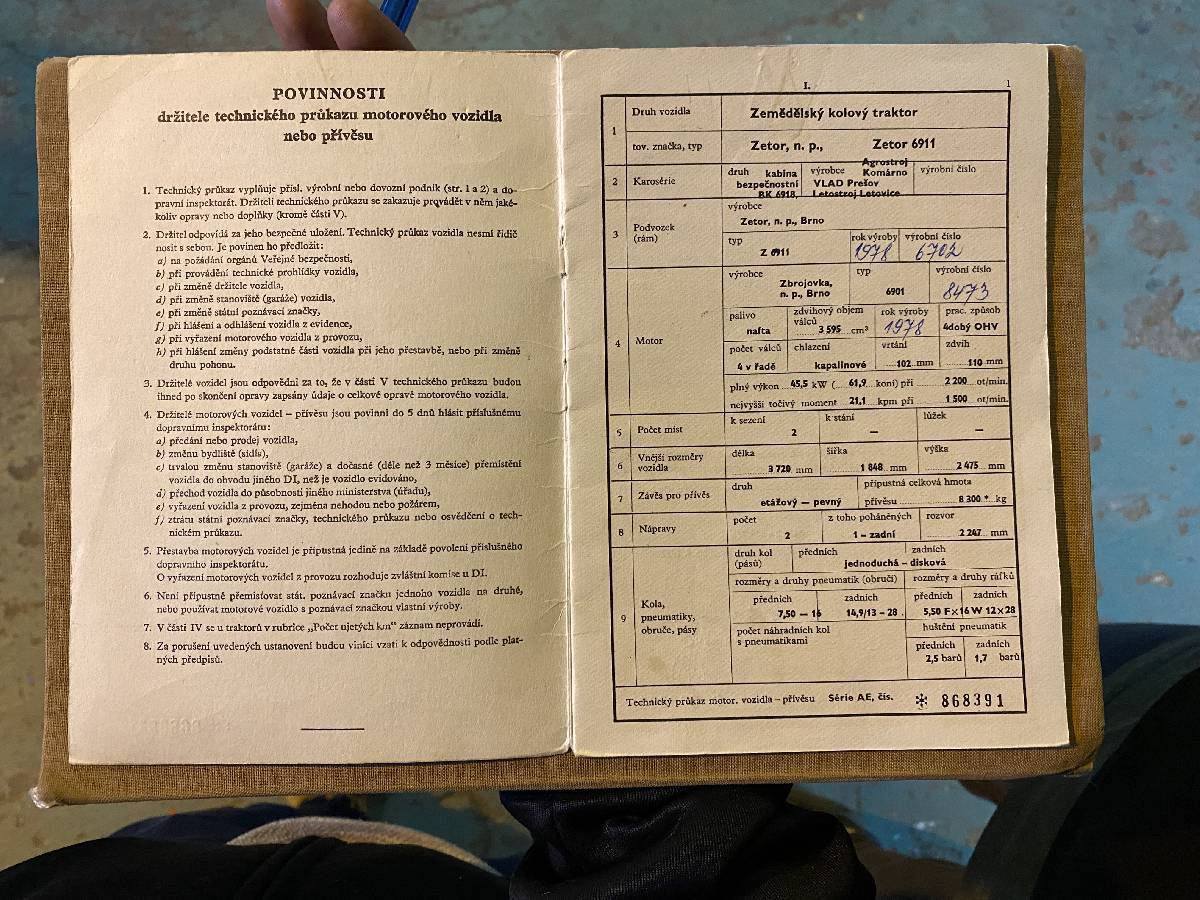 POVINNOSTI
držitele technického průkazu motorového vozidla
nebo přívěsu
1. Technický průkaz vyplňuje přísl. výrobní nebo dovozní podnik (str. 1 a 2) a do-
pravní inspektorát. Držiteli technického průkazu se zakazuje provádět v něm jaké-
koliv opravy nebo doplňky (kromě části V).
2. Držitel odpovídá za jeho bezpečné uložení. Technický průkaz vozidla nesmí řidič
nosit s sebou. Je povinen ho předložit:
a) na požádání orgánů Veřejné bezpečnosti,
b) při provádění technické prohlídky vozidla,
c) při změně držitele vozidla,
d) při změně stanoviště (garáže) vozidla,
e) při změně státní poznávací značky,
f) při hlášení a odhlášení vozidla z evidence,
g) při vyřazení motorového vozidla z provozu,
h) při hlášení změny podstatné části vozidla při jeho přestavbě, nebo při změně
druhu pohonu.
3. Držitelé vozidel jsou odpovědni za to, že v části V technického průkazu budou
ihned po skončení opravy zapsány údaje o celkové opravě motorového vozidla.
4. Držitelé motorových vozidel – přívěsu jsou povinni do 5 dnů hlásit příslušnému
dopravnímu inspektorátu:
a) předání nebo prodej vozidla,
b) změnu bydliště (sídla),
c) trvalou změnu stanoviště (garáže) a dočasné (déle než 3 měsíce) přemístění
vozidla do obvodu jiného DI, než je vozidlo evidováno,
d) přechod vozidla do působnosti jiného ministerstva (úřadu),
e) vyřazení vozidla z provozu, zejména nehodou nebo požárem,
f) ztrátu státní poznávací značky, technického průkazu nebo osvědčení o tech-
nickém průkazu.
5. Přestavba motorových vozidel je přípustná jedině na základě povolení příslušného
dopravního inspektorátu.
O vyřazení motorových vozidel z provozu rozhoduje zvláštní komise u DI.
6. Není přípustné přemisťovat stát. poznávací značku jednoho vozidla na druhé,
nebo používat motorové vozidlo s poznávací značkou vlastní výroby.
7. V části IV se u traktorů v rubrice „Počet ujetých km" záznam neprovádí.
8. Za porušení uvedených ustanovení budou viníci vzati k odpovědnosti podle plat-
ných předpisů.
I. 1
1 Druh vozidla Zemědělský kolový traktor
tov. značka, typ Zetor, n. p., Zetor 6911
2 Karosérie druh kabina bezpečnostní BK 6918, výrobce Agrostroj Komárno VLAD Prešov Letostroj Letovice výrobní číslo
3 Podvozek (rám) výrobce
Zetor, n. p., Brno
typ rok výroby výrobní číslo
Z 6911 1978 6702
4 Motor výrobce typ výrobní číslo
Zbrojovka, n. p., Brno 6901 8473
palivo zdvihový objem válců rok výroby prac. způsob
nafta 3 595 cm³ 1978 4dobý OHV
počet válců chlazení vrtání zdvih
4 v řadě kapalinové 102 mm 110 mm
plný výkon 45,5 kW ( 61,9 koní) při 2 200 ot/min.
nejvyšší točivý moment 21,1 kpm při 1 500 ot/min.
5 Počet míst k sezení k stání lůžek
2 – –
6 Vnější rozměry vozidla délka šířka výška
3 720 mm 1 848 mm 2 475 mm
7 Závěs pro přívěs druh přípustná celková hmota
etážový – pevný přívěsu 8 300 * kg
8 Nápravy počet z toho poháněných rozvor
2 1 – zadní 2 247 mm
9 Kola, pneumatiky, obruče, pásy druh kol (pásů) předních zadních
jednoduchá – disková
rozměry a druhy pneumatik (obručí) rozměry a druhy ráfků
předních zadních předních zadních
7,50 – 16 14,9/13 – 28 5,50 F×16 W 12×28
počet náhradních kol s pneumatikami huštění pneumatik
předních zadních
2,5 barů 1,7 barů
Technický průkaz motor. vozidla – přívěsu Série AE, čís. ✻ 868391